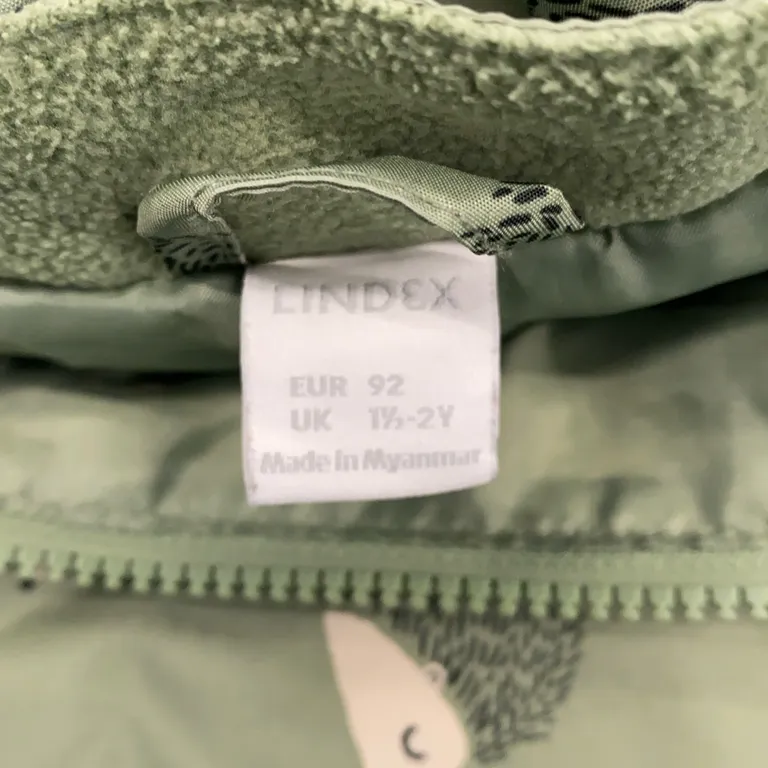 LINDEX
EUR 92
UK 1½-2Y
Made in Myanmar